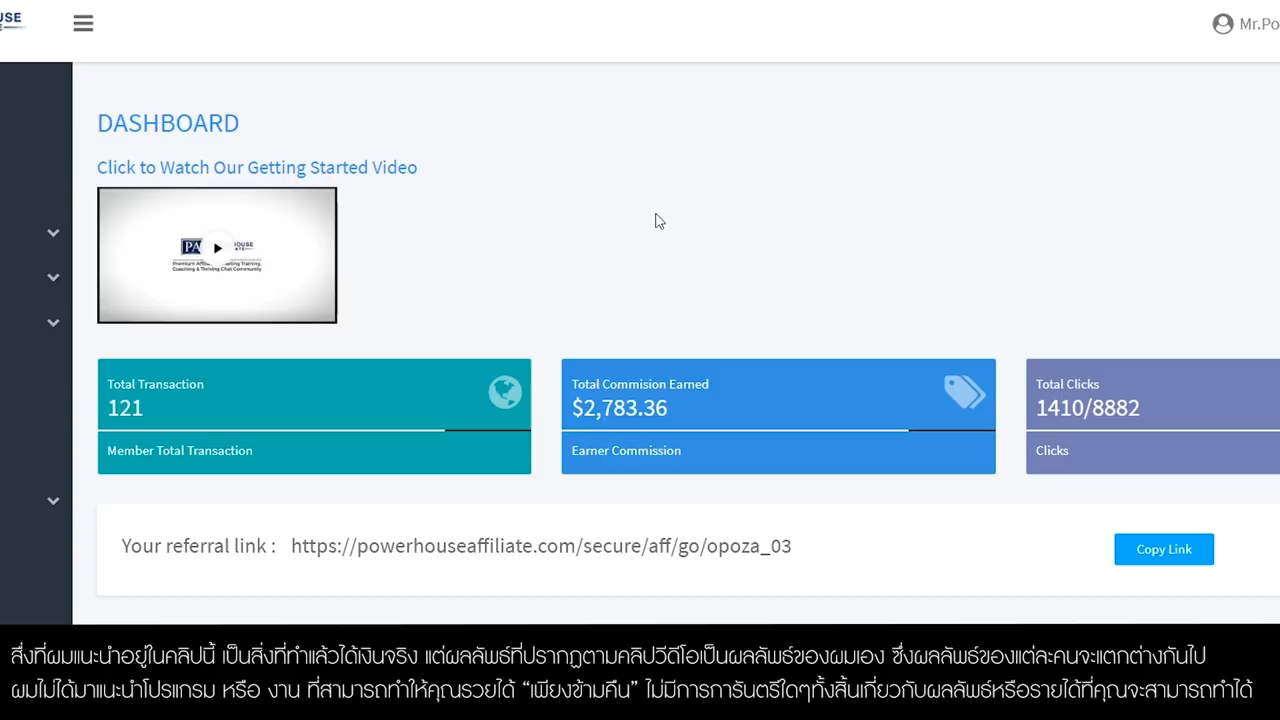 USE
Mr.Po
DASHBOARD
Click to Watch Our Getting Started Video
PA HOUSE
Premium Coaching & Thriving Chat Community
Total Transaction
121
Member Total Transaction
Total Commision Earned
$2,783.36
Earner Commission
Total Clicks
1410/8882
Clicks
Your referral link : https://powerhouseaffiliate.com/secure/aff/go/opoza_03
Copy Link
สิ่งที่ผมแนะนำอยู่ในคลิปนี้ เป็นสิ่งที่ทำแล้วได้เงินจริง แต่ผลลัพธ์ที่ปรากฏตามคลิปวีดีโอเป็นผลลัพธ์ของผมเอง ซึ่งผลลัพธ์ของแต่ละคนจะแตกต่างกันไป
ผมไม่ได้มาแนะนำโปรแกรม หรือ งาน ที่สามารถทำให้คุณรวยได้ “เพียงข้ามคืน” ไม่มีการการันตรีใดๆทั้งสิ้นเกี่ยวกับผลลัพธ์หรือรายได้ที่คุณจะสามารถทำได้